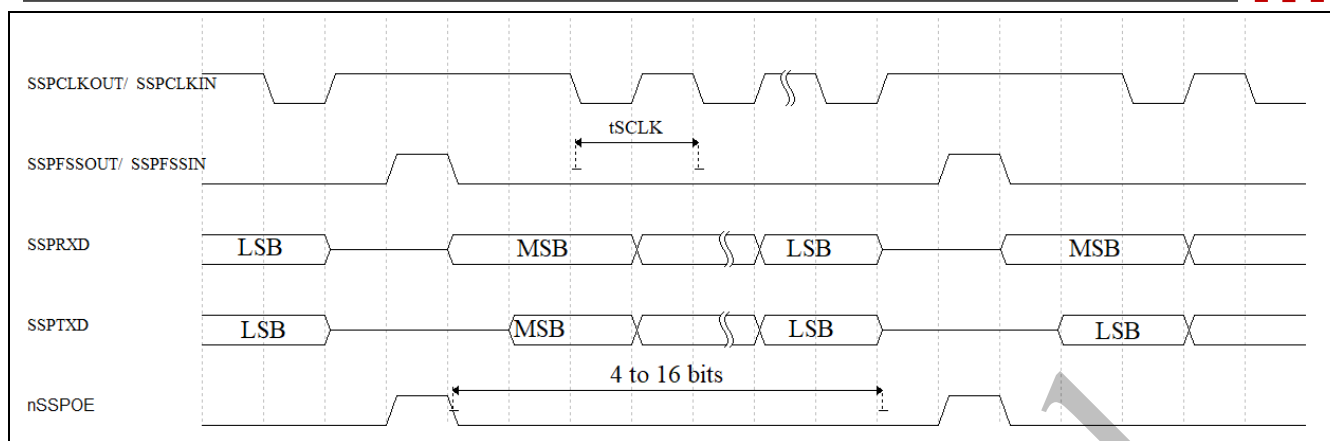 SSPCLKOUT/ SSPCLKIN
tSCLK
SSPFSSOUT/ SSPFSSIN
SSPRXD LSB MSB LSB MSB
SSPTXD LSB MSB LSB LSB
4 to 16 bits
nSSPOE